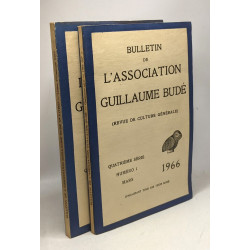 BULLETIN
DE
L'ASSOCIATION
GUILLAUME BUDÉ
(REVUE DE CULTURE GÉNÉRALE)
QUATRIÈME SÉRIE
NUMÉRO 1
MARS
1966